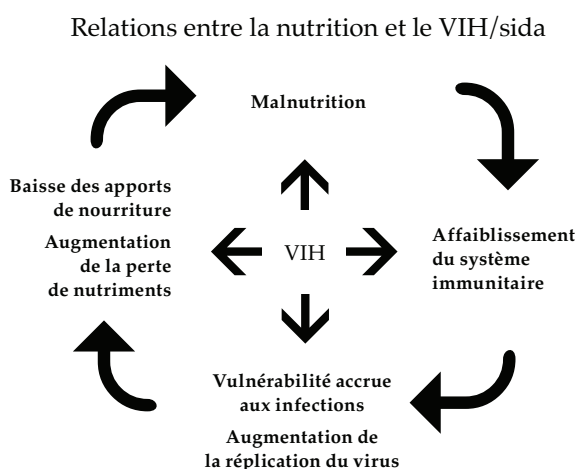 Relations entre la nutrition et le VIH/sida
Malnutrition
Baisse des apports
de nourriture
Augmentation
de la perte
de nutriments
VIH
Affaiblissement
du système
immunitaire
Vulnérabilité accrue
aux infections
Augmentation de
la réplication du virus